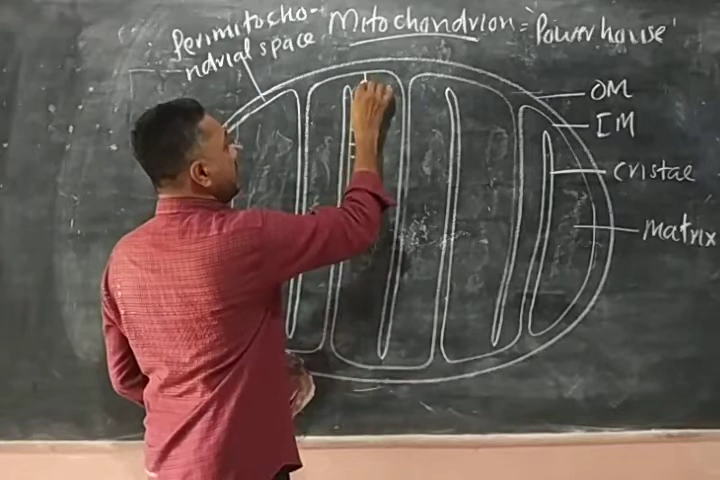 Perimitocho-
ndrial space
Mitochondrion = 'Powerhouse'
OM
IM
Cristae
Matrix